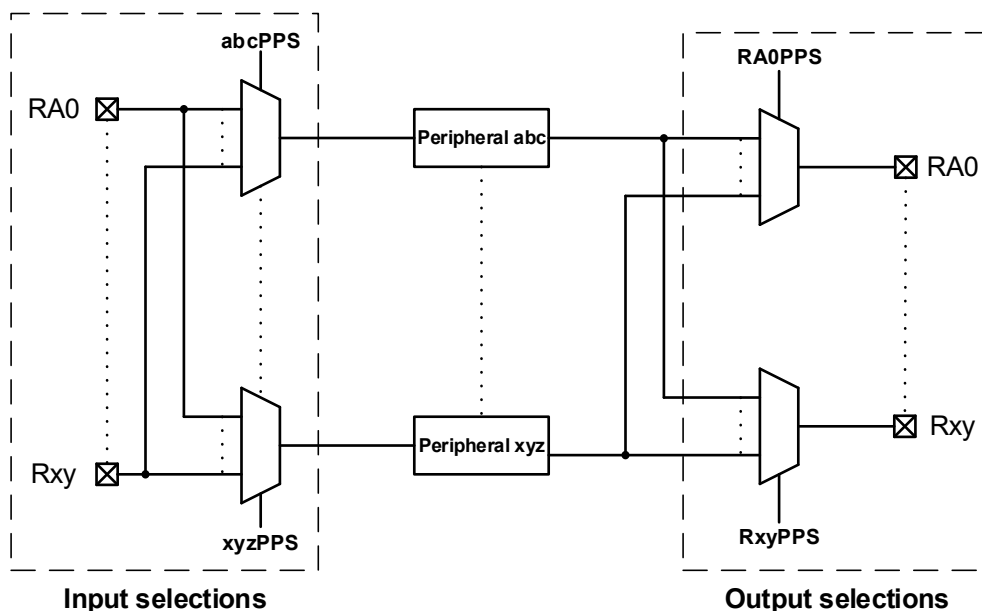 abcPPS
RA0PPS
RA0
Peripheral abc
RA0
Rxy
Peripheral xyz
Rxy
xyzPPS
RxyPPS
Input selections
Output selections